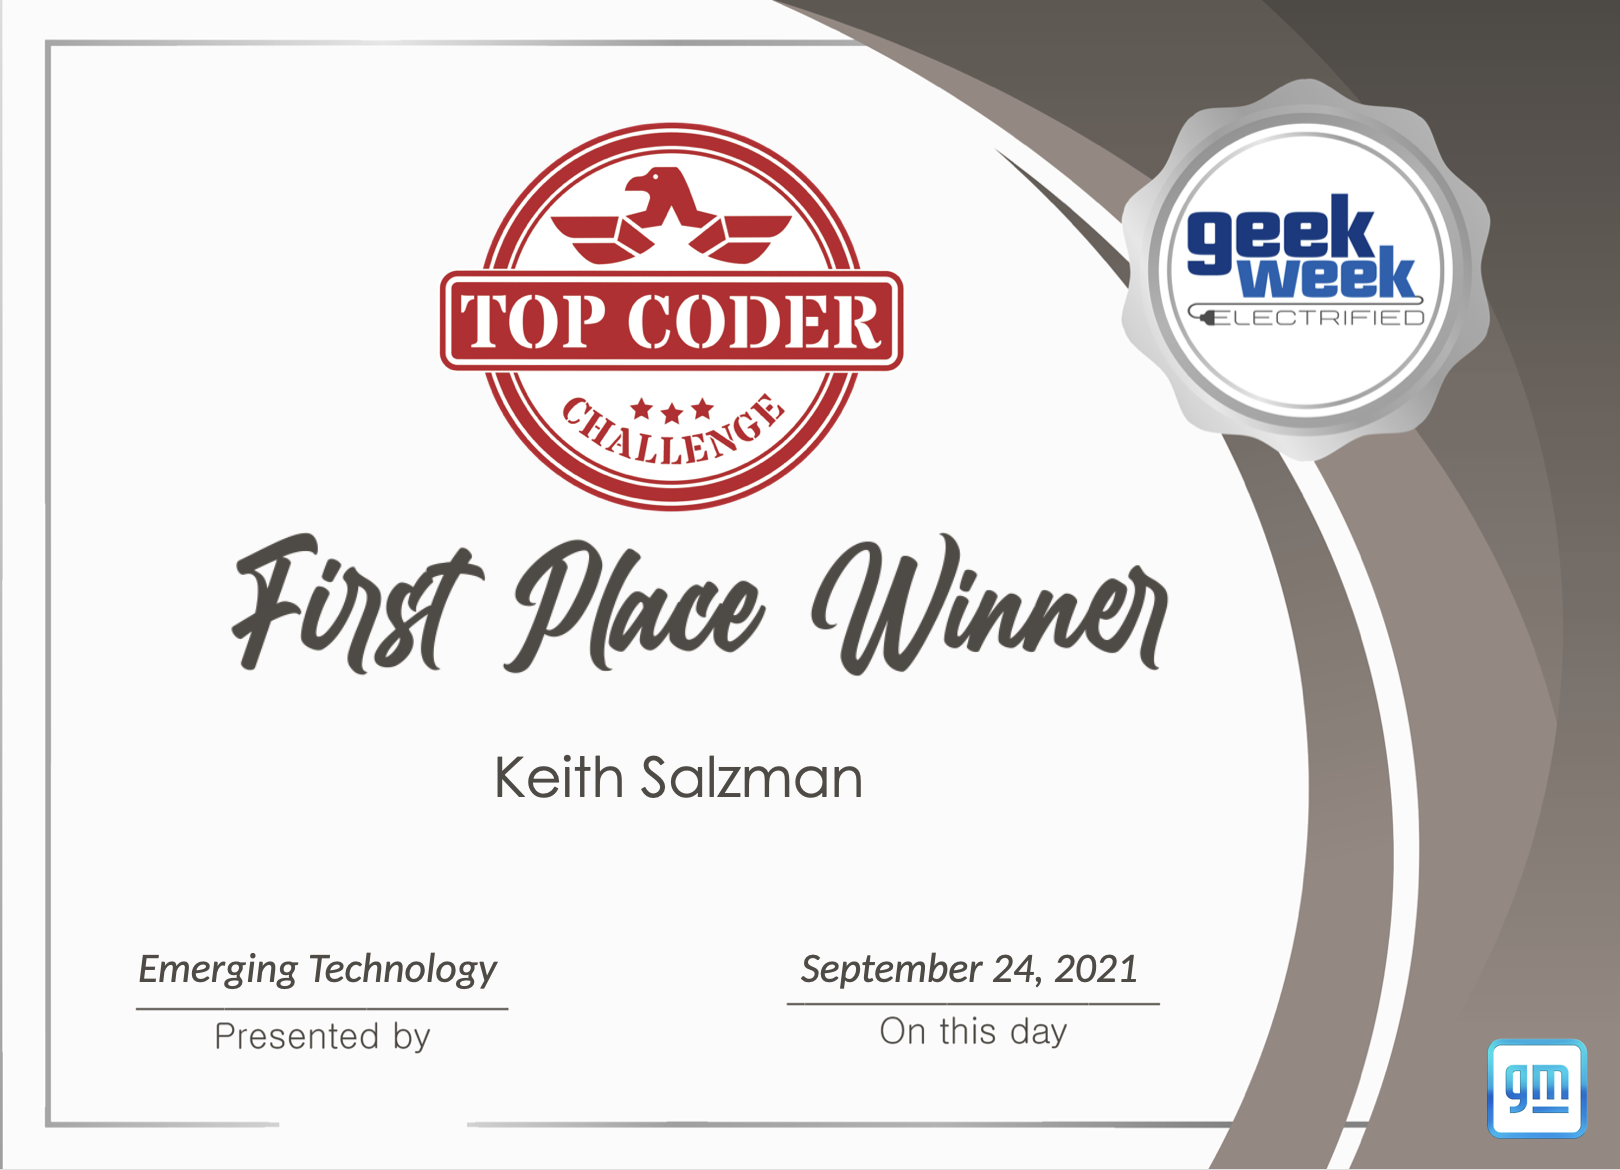 geek
week
ELECTRIFIED
TOP CODER
CHALLENGE
First Place Winner
Keith Salzman
Emerging Technology
Presented by
September 24, 2021
On this day
gm